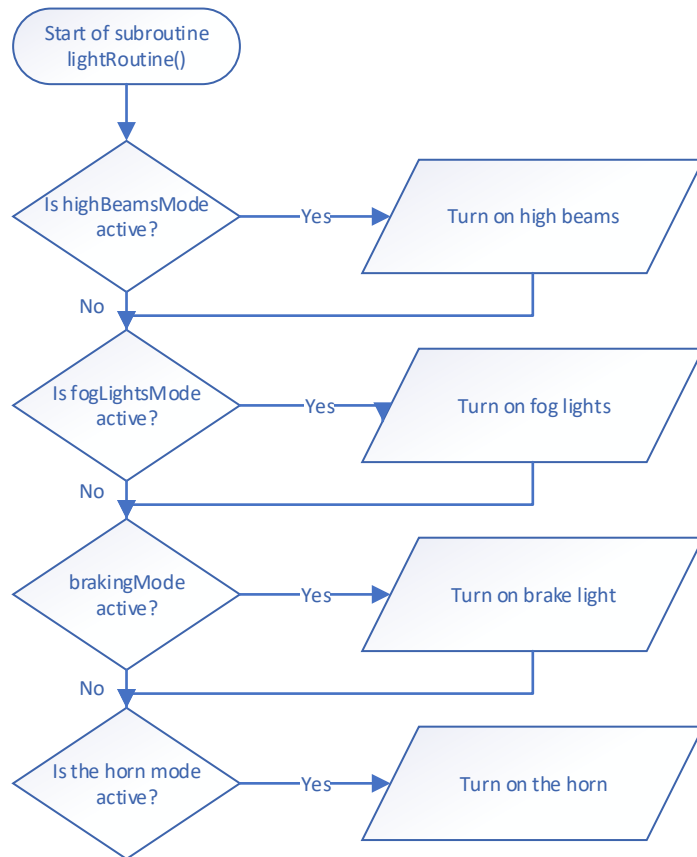 Start of subroutine
lightRoutine()
Is highBeamsMode
active?
Yes
Turn on high beams
No
Is fogLightsMode
active?
Yes
Turn on fog lights
No
brakingMode
active?
Yes
Turn on brake light
No
Is the horn mode
active?
Yes
Turn on the horn